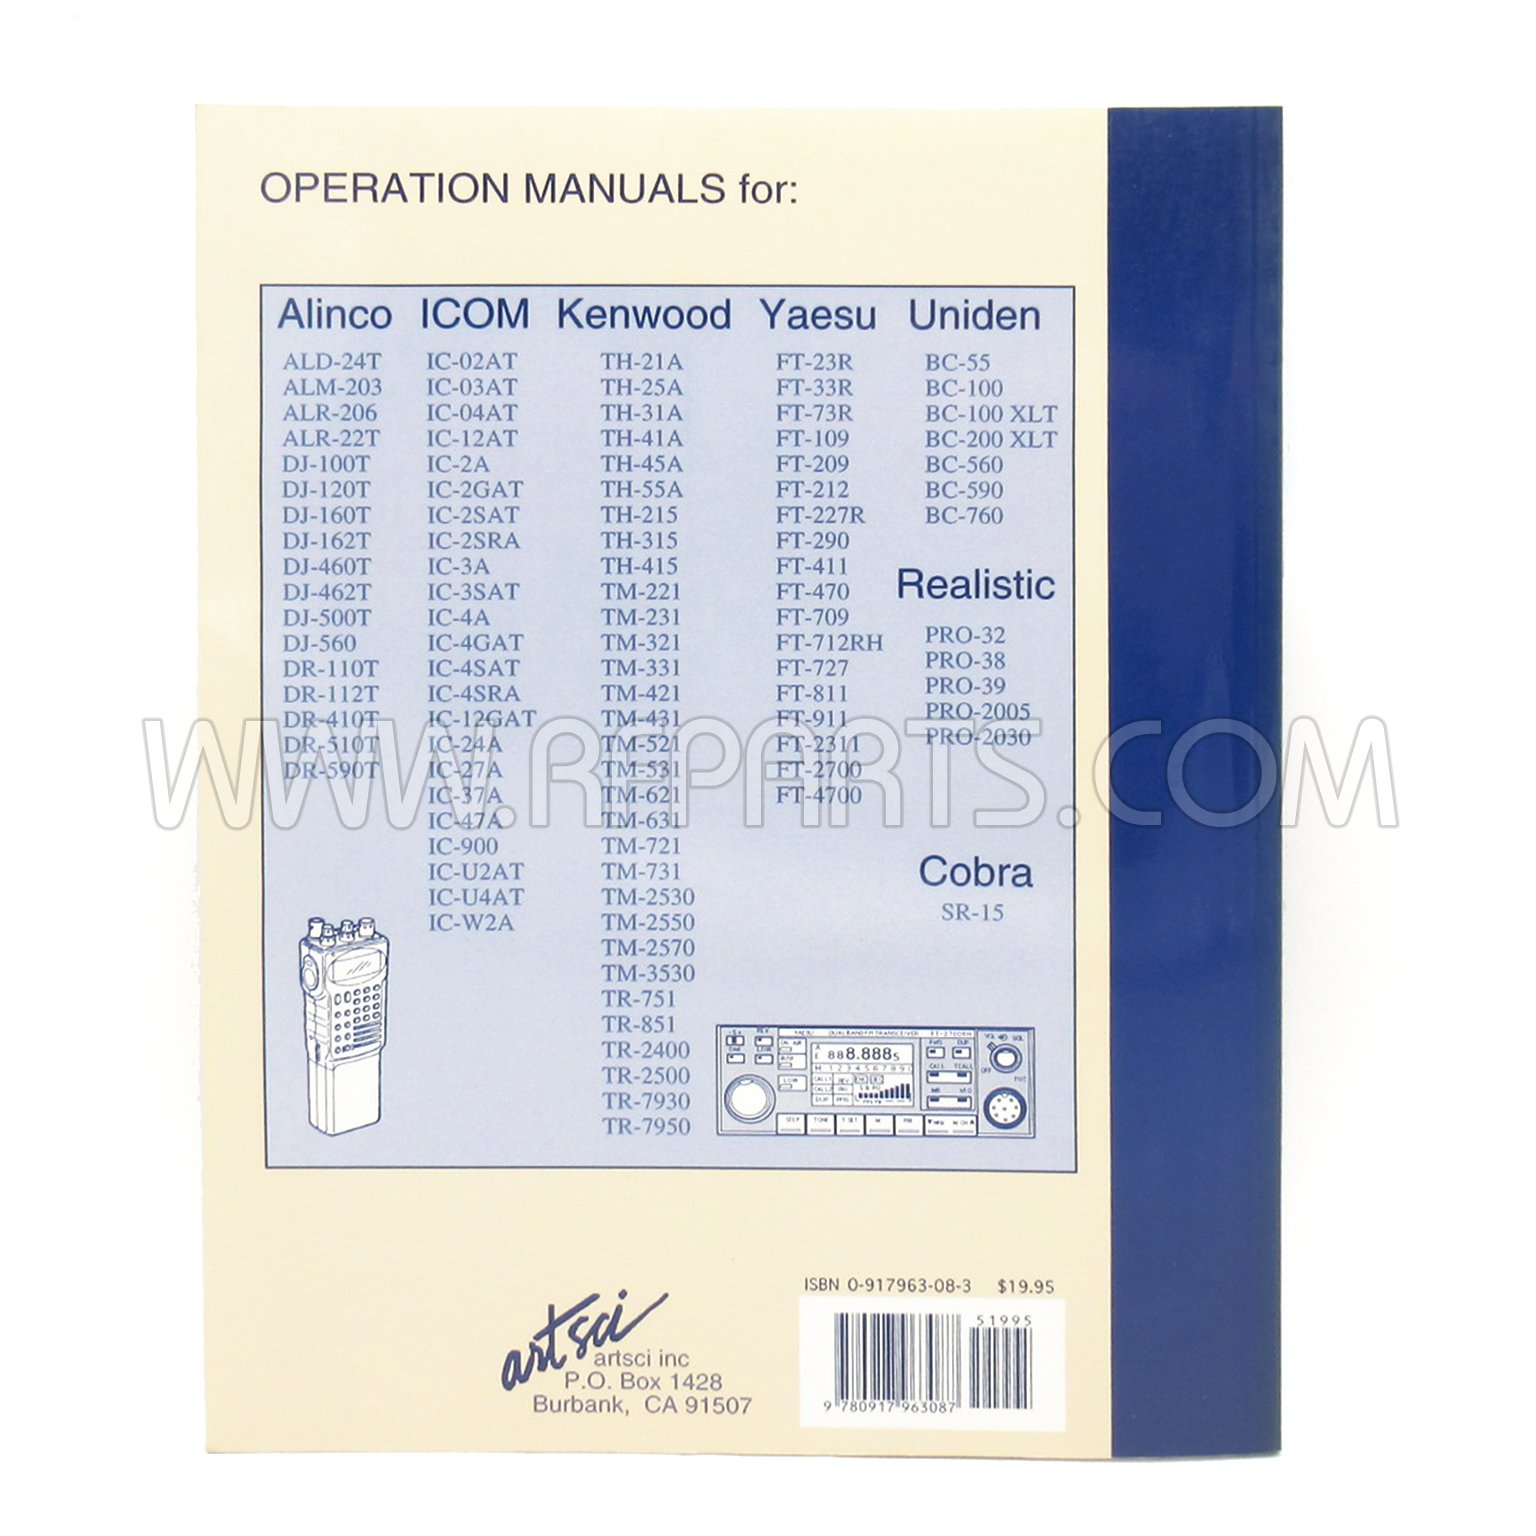 OPERATION MANUALS for:
Alinco
ALD-24T
ALM-203
ALR-206
ALR-22T
DJ-100T
DJ-120T
DJ-160T
DJ-162T
DJ-460T
DJ-462T
DJ-500T
DJ-560
DR-110T
DR-112T
DR-410T
DR-510T
DR-590T
ICOM
IC-02AT
IC-03AT
IC-04AT
IC-12AT
IC-2A
IC-2GAT
IC-2SAT
IC-2SRA
IC-3A
IC-3SAT
IC-4A
IC-4GAT
IC-4SAT
IC-4SRA
IC-12GAT
IC-24A
IC-27A
IC-37A
IC-47A
IC-900
IC-U2AT
IC-U4AT
IC-W2A
Kenwood
TH-21A
TH-25A
TH-31A
TH-41A
TH-45A
TH-55A
TH-215
TH-315
TH-415
TM-221
TM-231
TM-321
TM-331
TM-421
TM-431
TM-521
TM-531
TM-621
TM-631
TM-721
TM-731
TM-2530
TM-2550
TM-2570
TM-3530
TR-751
TR-851
TR-2400
TR-2500
TR-7930
TR-7950
Yaesu
FT-23R
FT-33R
FT-73R
FT-109
FT-209
FT-212
FT-227R
FT-290
FT-411
FT-470
FT-709
FT-712RH
FT-727
FT-811
FT-911
FT-2311
FT-2700
FT-4700
Uniden
BC-55
BC-100
BC-100 XLT
BC-200 XLT
BC-560
BC-590
BC-760
Realistic
PRO-32
PRO-38
PRO-39
PRO-2005
PRO-2030
Cobra
SR-15
WWW.RFPARTS.COM
YAESU DUAL BAND FM TRANSCEIVER FT-2700RH
888.888
artsci
artsci inc
P.O. Box 1428
Burbank, CA 91507
ISBN 0-917963-08-3 $19.95
51995
9 780917 963087